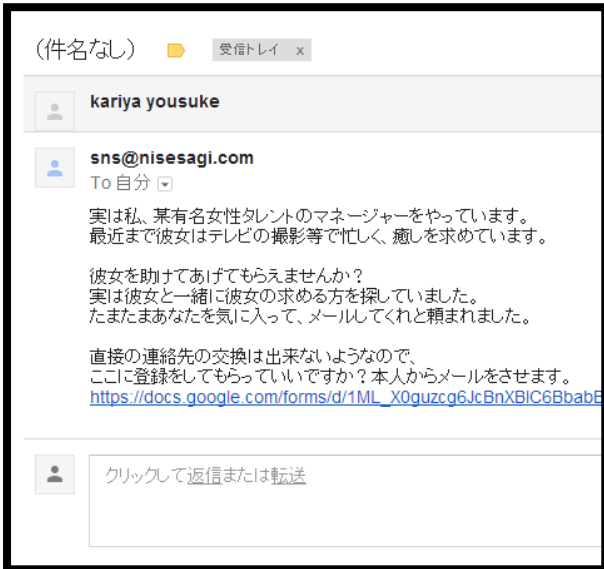 （件名なし）
受信トレイ x
kariya yousuke
sns@nisesagi.com
To 自分
実は私、某有名女性タレントのマネージャーをやっています。
最近まで彼女はテレビの撮影等で忙しく、癒しを求めています。
彼女を助けてあげてもらえませんか？
実は彼女と一緒に彼女の求める方を探していました。
たまたまあなたを気に入って、メールしてくれと頼まれました。
直接の連絡先の交換は出来ないようなので、
ここに登録をしてもらっていいですか？本人からメールをさせます。
https://docs.google.com/forms/d/1ML_X0guzcg6JcBnXBlC6BbabE
クリックして返信または転送